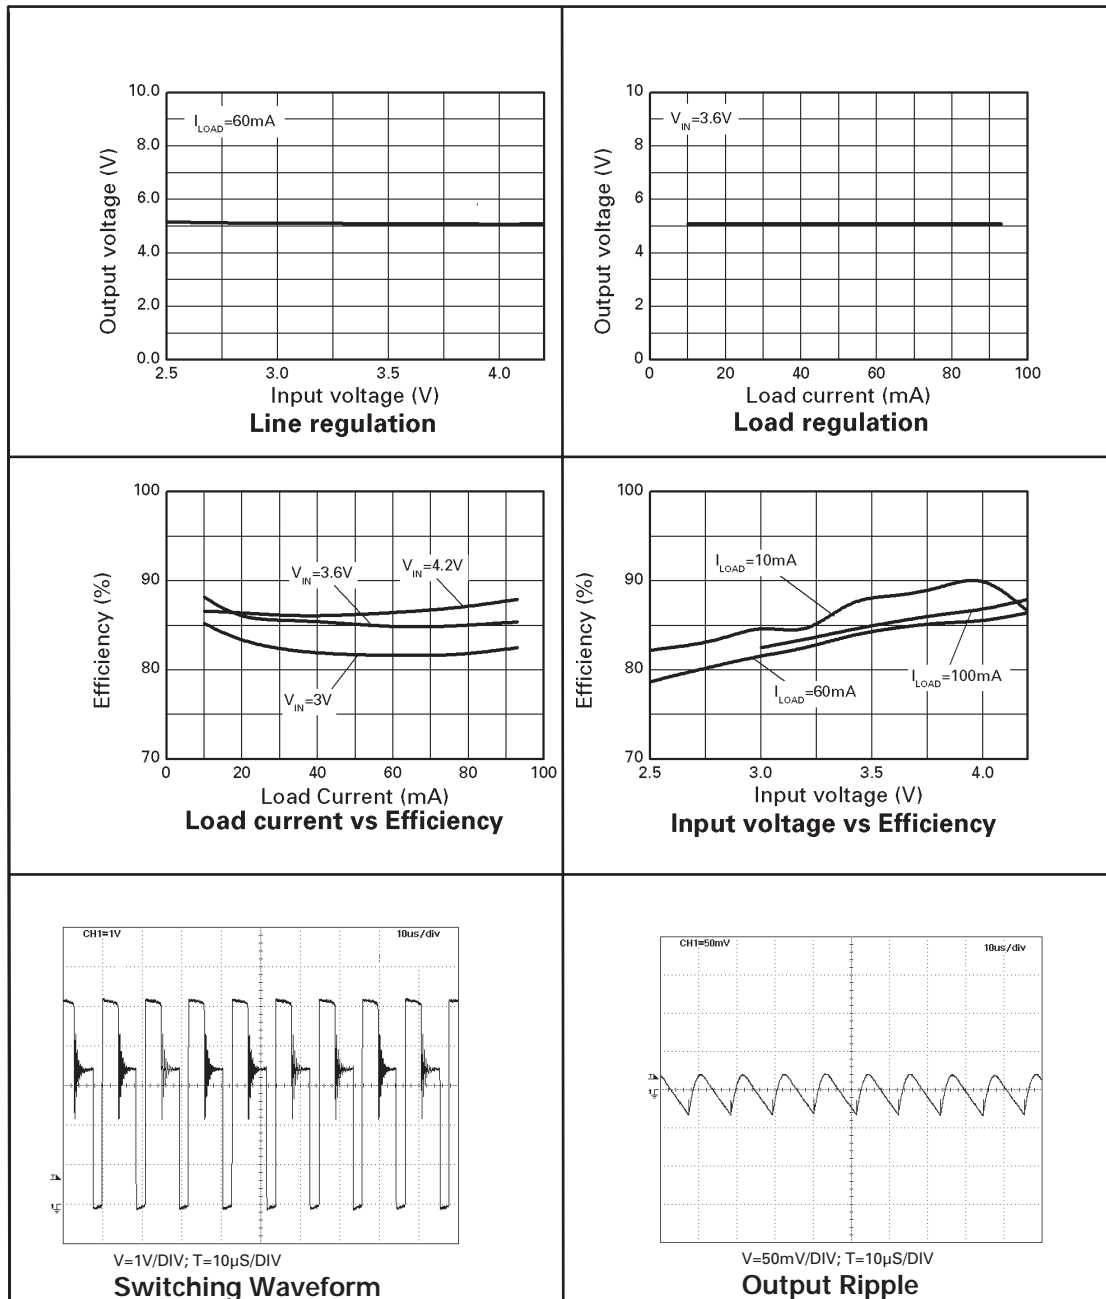 10.0
8.0
6.0
4.0
2.0
0.0
Output voltage (V)
I_LOAD=60mA
2.5 3.0 3.5 4.0
Input voltage (V)
Line regulation
10
8
6
4
2
0
Output voltage (V)
V_IN=3.6V
0 20 40 60 80 100
Load current (mA)
Load regulation
100
90
80
70
Efficiency (%)
V_IN=3.6V
V_IN=4.2V
V_IN=3V
0 20 40 60 80 100
Load Current (mA)
Load current vs Efficiency
100
90
80
70
Efficiency (%)
I_LOAD=10mA
I_LOAD=100mA
I_LOAD=60mA
2.5 3.0 3.5 4.0
Input voltage (V)
Input voltage vs Efficiency
CH1=1V 10us/div
V=1V/DIV; T=10µS/DIV
Switching Waveform
CH1=50mV 10us/div
V=50mV/DIV; T=10µS/DIV
Output Ripple